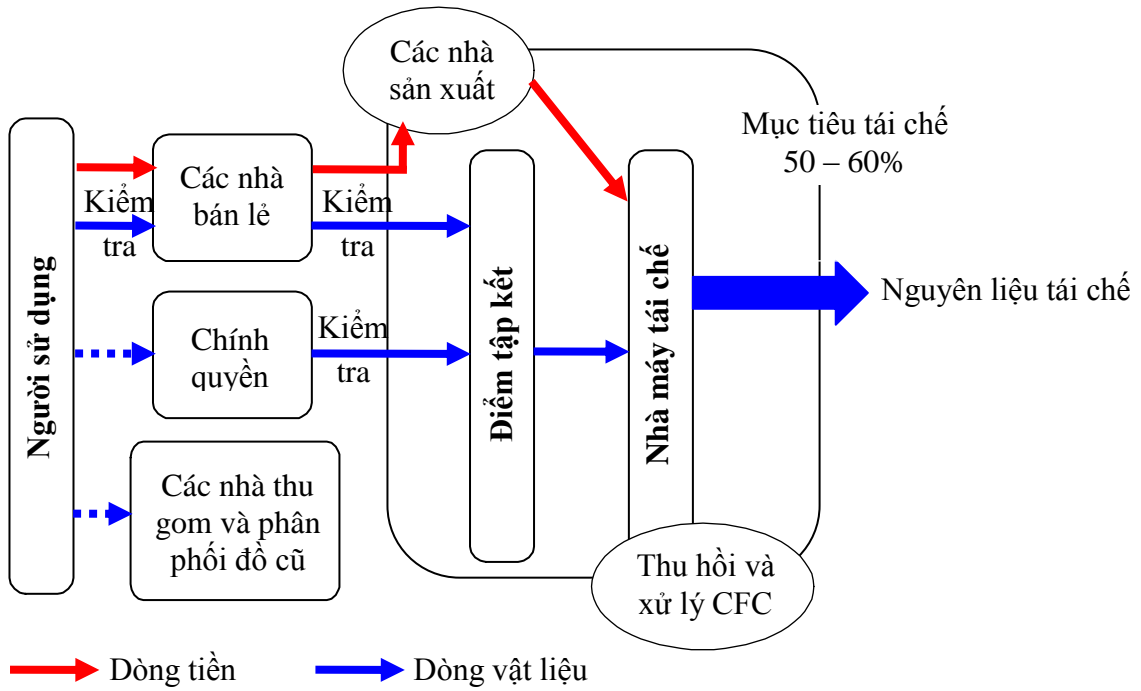 Các nhà
sản xuất
Mục tiêu tái chế
50 – 60%
Người sử dụng
Các nhà
bán lẻ
Kiểm
tra
Kiểm
tra
Chính
quyền
Kiểm
tra
Các nhà thu
gom và phân
phối đồ cũ
Điểm tập kết
Nhà máy tái chế
Nguyên liệu tái chế
Thu hồi và
xử lý CFC
Dòng tiền
Dòng vật liệu